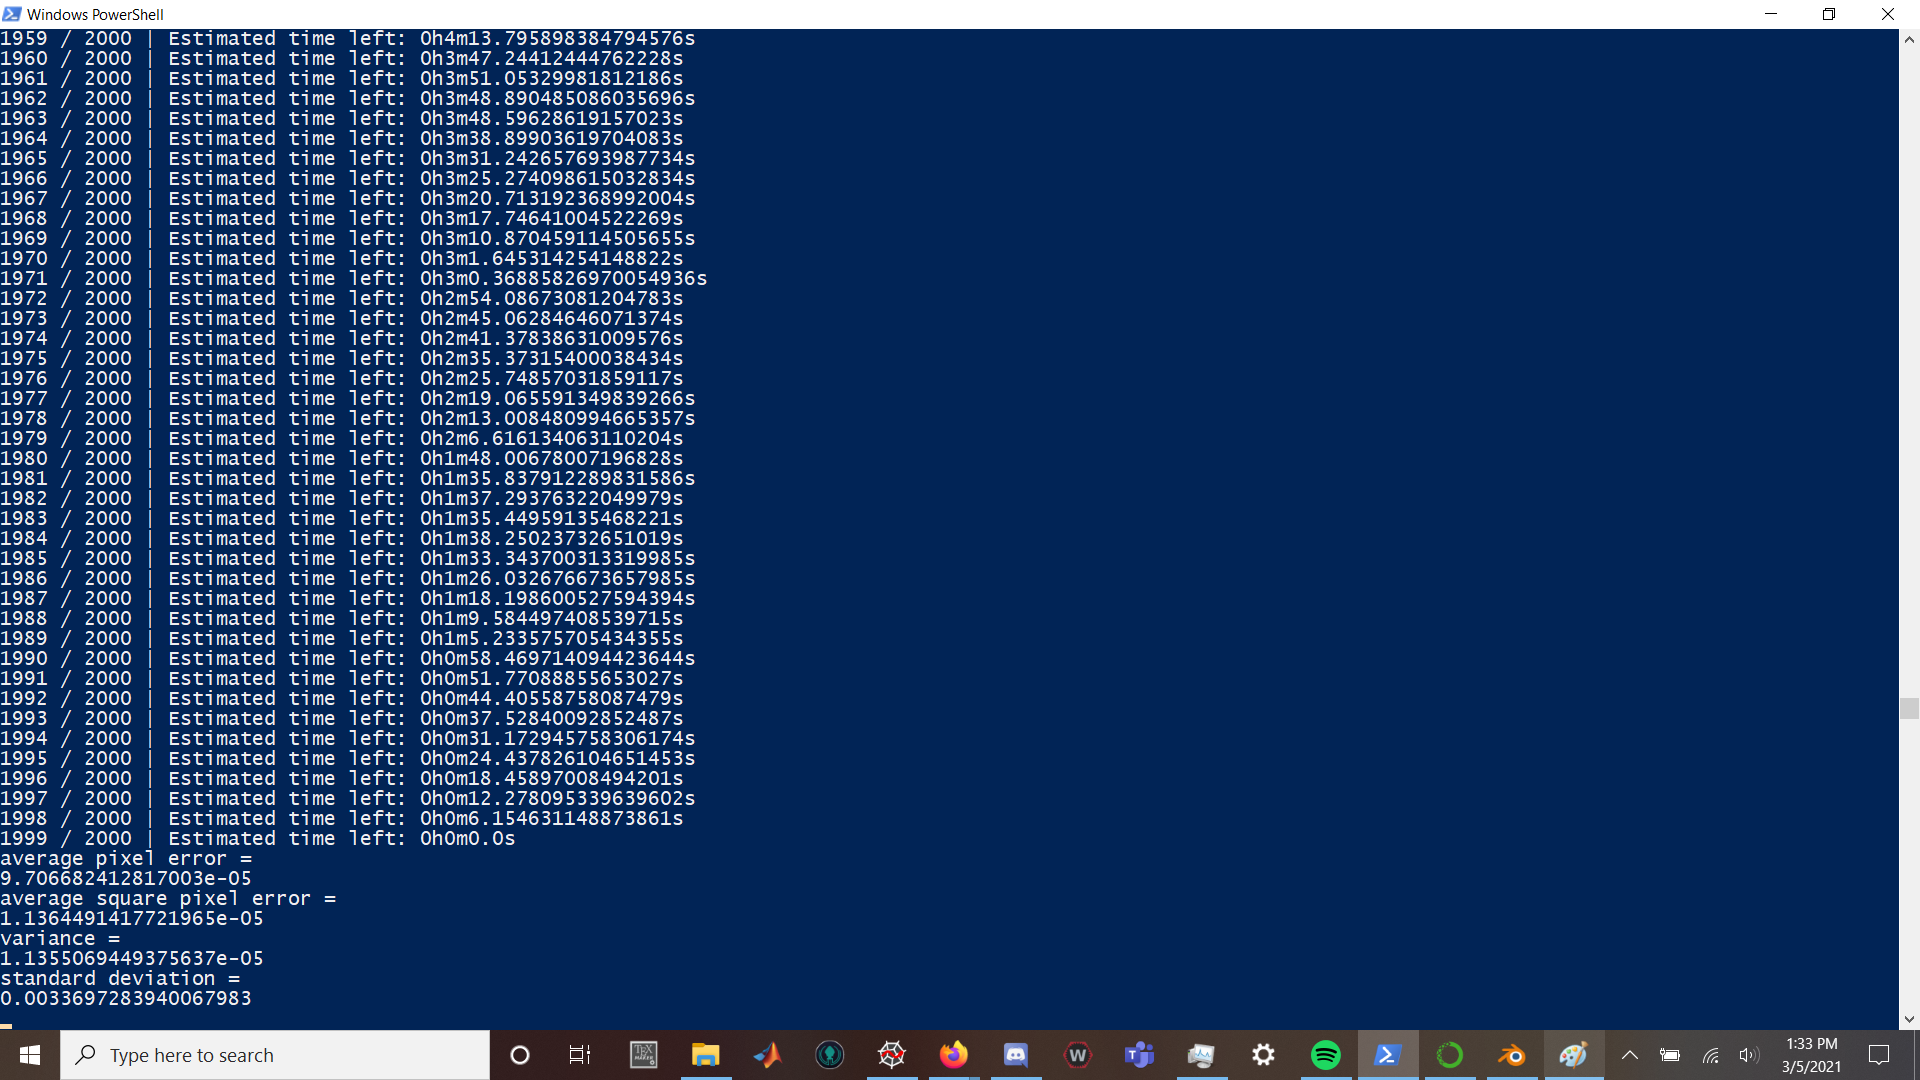 Windows PowerShell
1959 / 2000 | Estimated time left: 0h4m13.795898384794576s
1960 / 2000 | Estimated time left: 0h3m47.24412444762228s
1961 / 2000 | Estimated time left: 0h3m51.05329981812186s
1962 / 2000 | Estimated time left: 0h3m48.890485086035696s
1963 / 2000 | Estimated time left: 0h3m48.59628619157023s
1964 / 2000 | Estimated time left: 0h3m38.89903619704083s
1965 / 2000 | Estimated time left: 0h3m31.242657693987734s
1966 / 2000 | Estimated time left: 0h3m25.274098615032834s
1967 / 2000 | Estimated time left: 0h3m20.713192368992004s
1968 / 2000 | Estimated time left: 0h3m17.74641004522269s
1969 / 2000 | Estimated time left: 0h3m10.870459114505655s
1970 / 2000 | Estimated time left: 0h3m1.645314254148822s
1971 / 2000 | Estimated time left: 0h3m0.36885826970054936s
1972 / 2000 | Estimated time left: 0h2m54.08673081204783s
1973 / 2000 | Estimated time left: 0h2m45.06284646071374s
1974 / 2000 | Estimated time left: 0h2m41.37838631009576s
1975 / 2000 | Estimated time left: 0h2m35.37315400038434s
1976 / 2000 | Estimated time left: 0h2m25.74857031859117s
1977 / 2000 | Estimated time left: 0h2m19.065591349839266s
1978 / 2000 | Estimated time left: 0h2m13.008480994665357s
1979 / 2000 | Estimated time left: 0h2m6.616134063110204s
1980 / 2000 | Estimated time left: 0h1m48.00678007196828s
1981 / 2000 | Estimated time left: 0h1m35.837912289831586s
1982 / 2000 | Estimated time left: 0h1m37.29376322049979s
1983 / 2000 | Estimated time left: 0h1m35.44959135468221s
1984 / 2000 | Estimated time left: 0h1m38.25023732651019s
1985 / 2000 | Estimated time left: 0h1m33.343700313319985s
1986 / 2000 | Estimated time left: 0h1m26.0326766736579​85s
1987 / 2000 | Estimated time left: 0h1m18.198600527594394s
1988 / 2000 | Estimated time left: 0h1m9.584497408539715s
1989 / 2000 | Estimated time left: 0h1m5.233575705434355s
1990 / 2000 | Estimated time left: 0h0m58.469714094423644s
1991 / 2000 | Estimated time left: 0h0m51.77088855653027s
1992 / 2000 | Estimated time left: 0h0m44.40558758087479s
1993 / 2000 | Estimated time left: 0h0m37.52840092852487s
1994 / 2000 | Estimated time left: 0h0m31.172945758306174s
1995 / 2000 | Estimated time left: 0h0m24.437826104651453s
1996 / 2000 | Estimated time left: 0h0m18.45897008494201s
1997 / 2000 | Estimated time left: 0h0m12.278095339639602s
1998 / 2000 | Estimated time left: 0h0m6.154631148873861s
1999 / 2000 | Estimated time left: 0h0m0.0s
average pixel error =
9.706682412817003e-05
average square pixel error =
1.1364491417721965e-05
variance =
1.1355069449375637e-05
standard deviation =
0.0033697283940067983
Type here to search
1:33 PM
3/5/2021